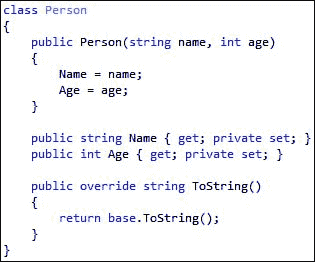 class Person
{
    public Person(string name, int age)
    {
        Name = name;
        Age = age;
    }

    public string Name { get; private set; }
    public int Age { get; private set; }

    public override string ToString()
    {
        return base.ToString();
    }
}